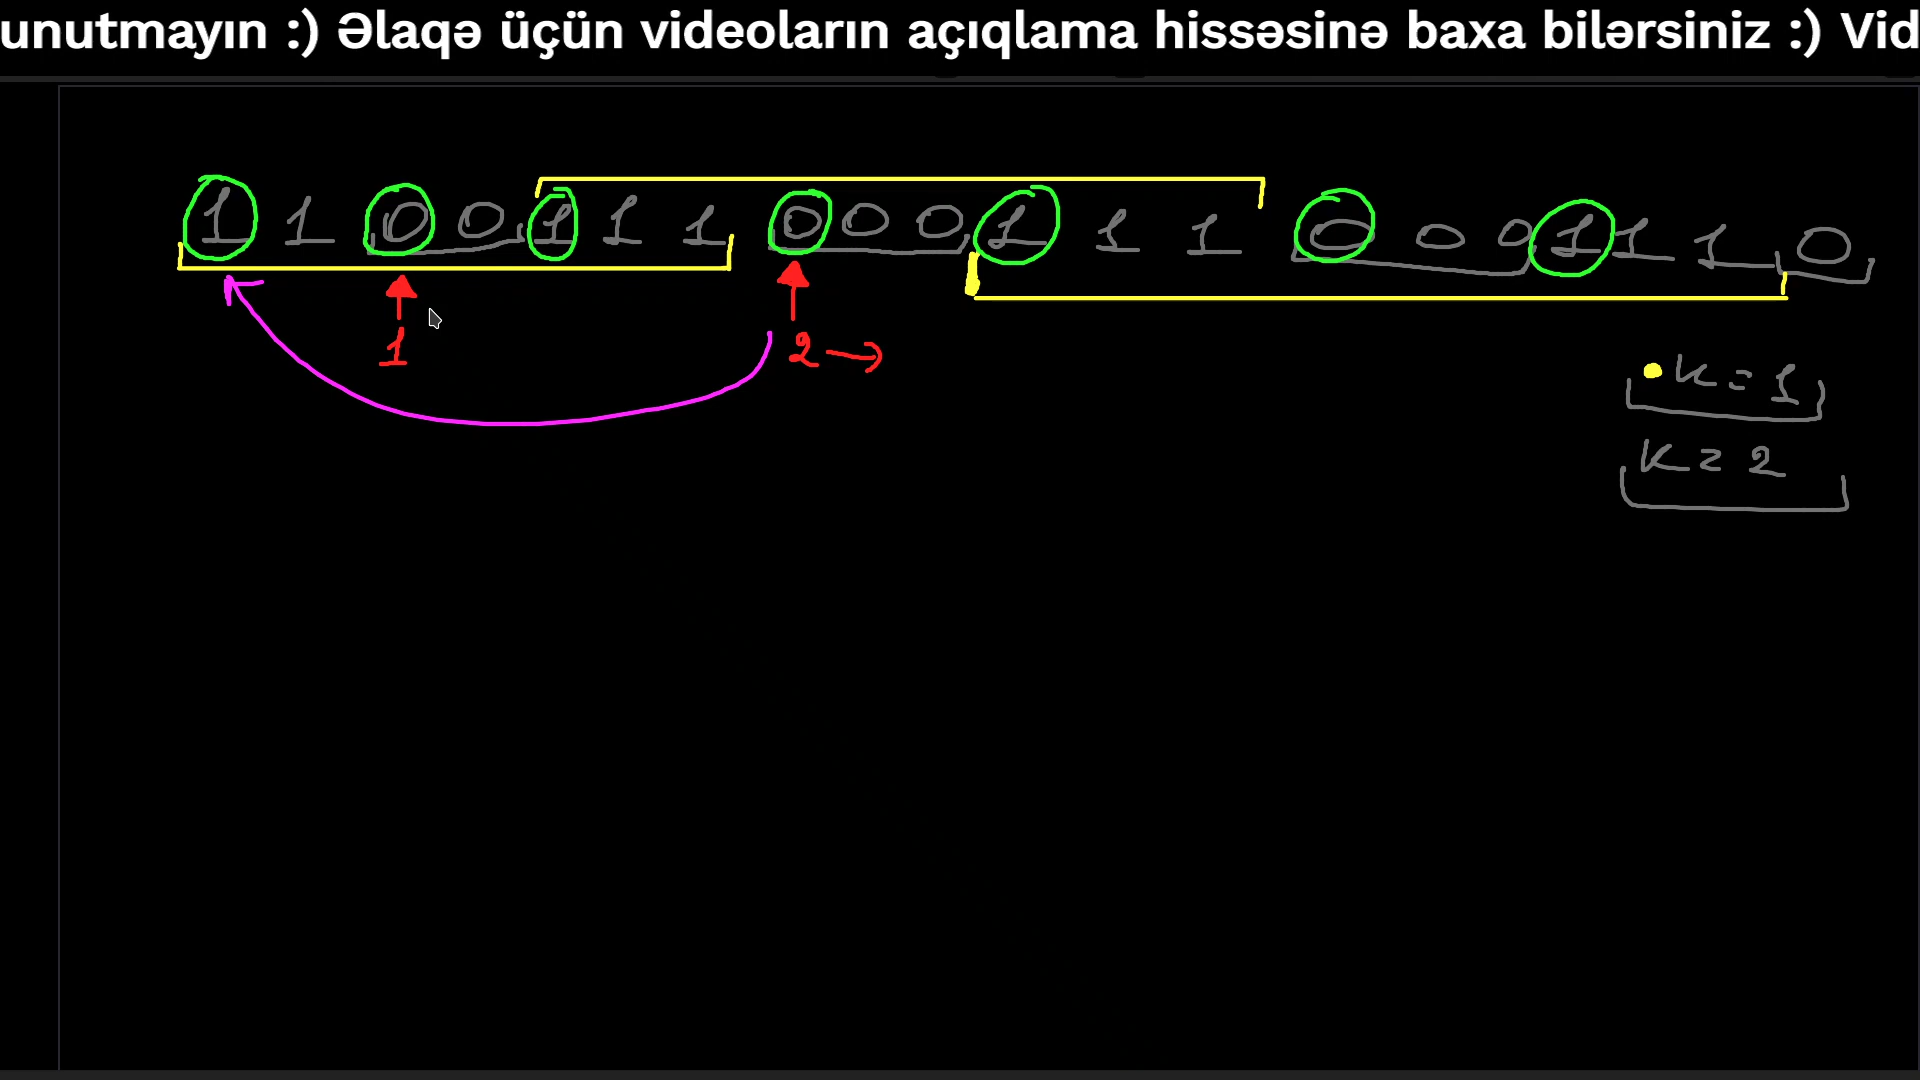 unutmayın :) Əlaqə üçün videoların açıqlama hissəsinə baxa bilərsiniz :) Vid
1 1 0 0 1 1 1 0 0 0 1 1 1 0 0 0 1 1 1 0
1 2
k = 1
k = 2